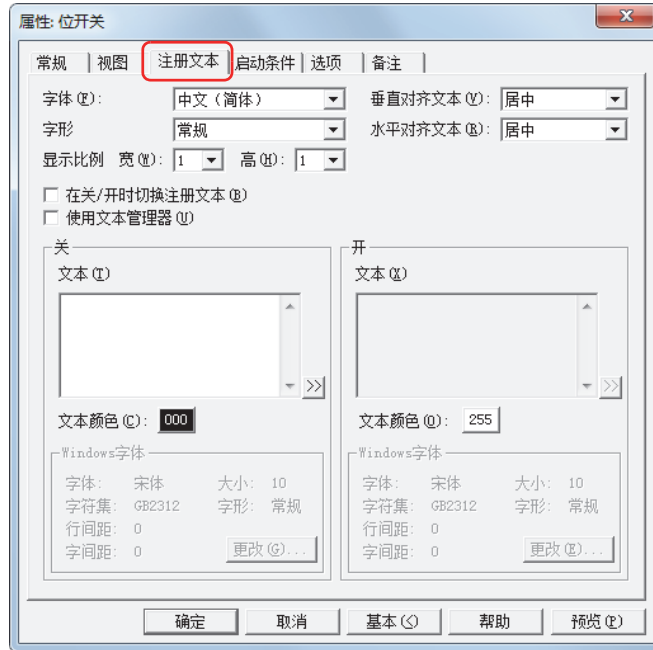 属性: 位开关
常规 视图 注册文本 启动条件 选项 备注
字体(F): 中文（简体） 垂直对齐文本(V): 居中
字形 常规 水平对齐文本(R): 居中
显示比例 宽(W): 1 高(H): 1
在关/开时切换注册文本(B)
使用文本管理器(U)
关 开
文本(T) 文本(X)
>> >>
文本颜色(C): 000 文本颜色(O): 255
Windows字体 Windows字体
字体: 宋体 大小: 10 字体: 宋体 大小: 10
字符集: GB2312 字形: 常规 字符集: GB2312 字形: 常规
行间距: 0 行间距: 0
字间距: 0 更改(G)... 字间距: 0 更改(E)...
确定 取消 基本(<) 帮助 预览(P)